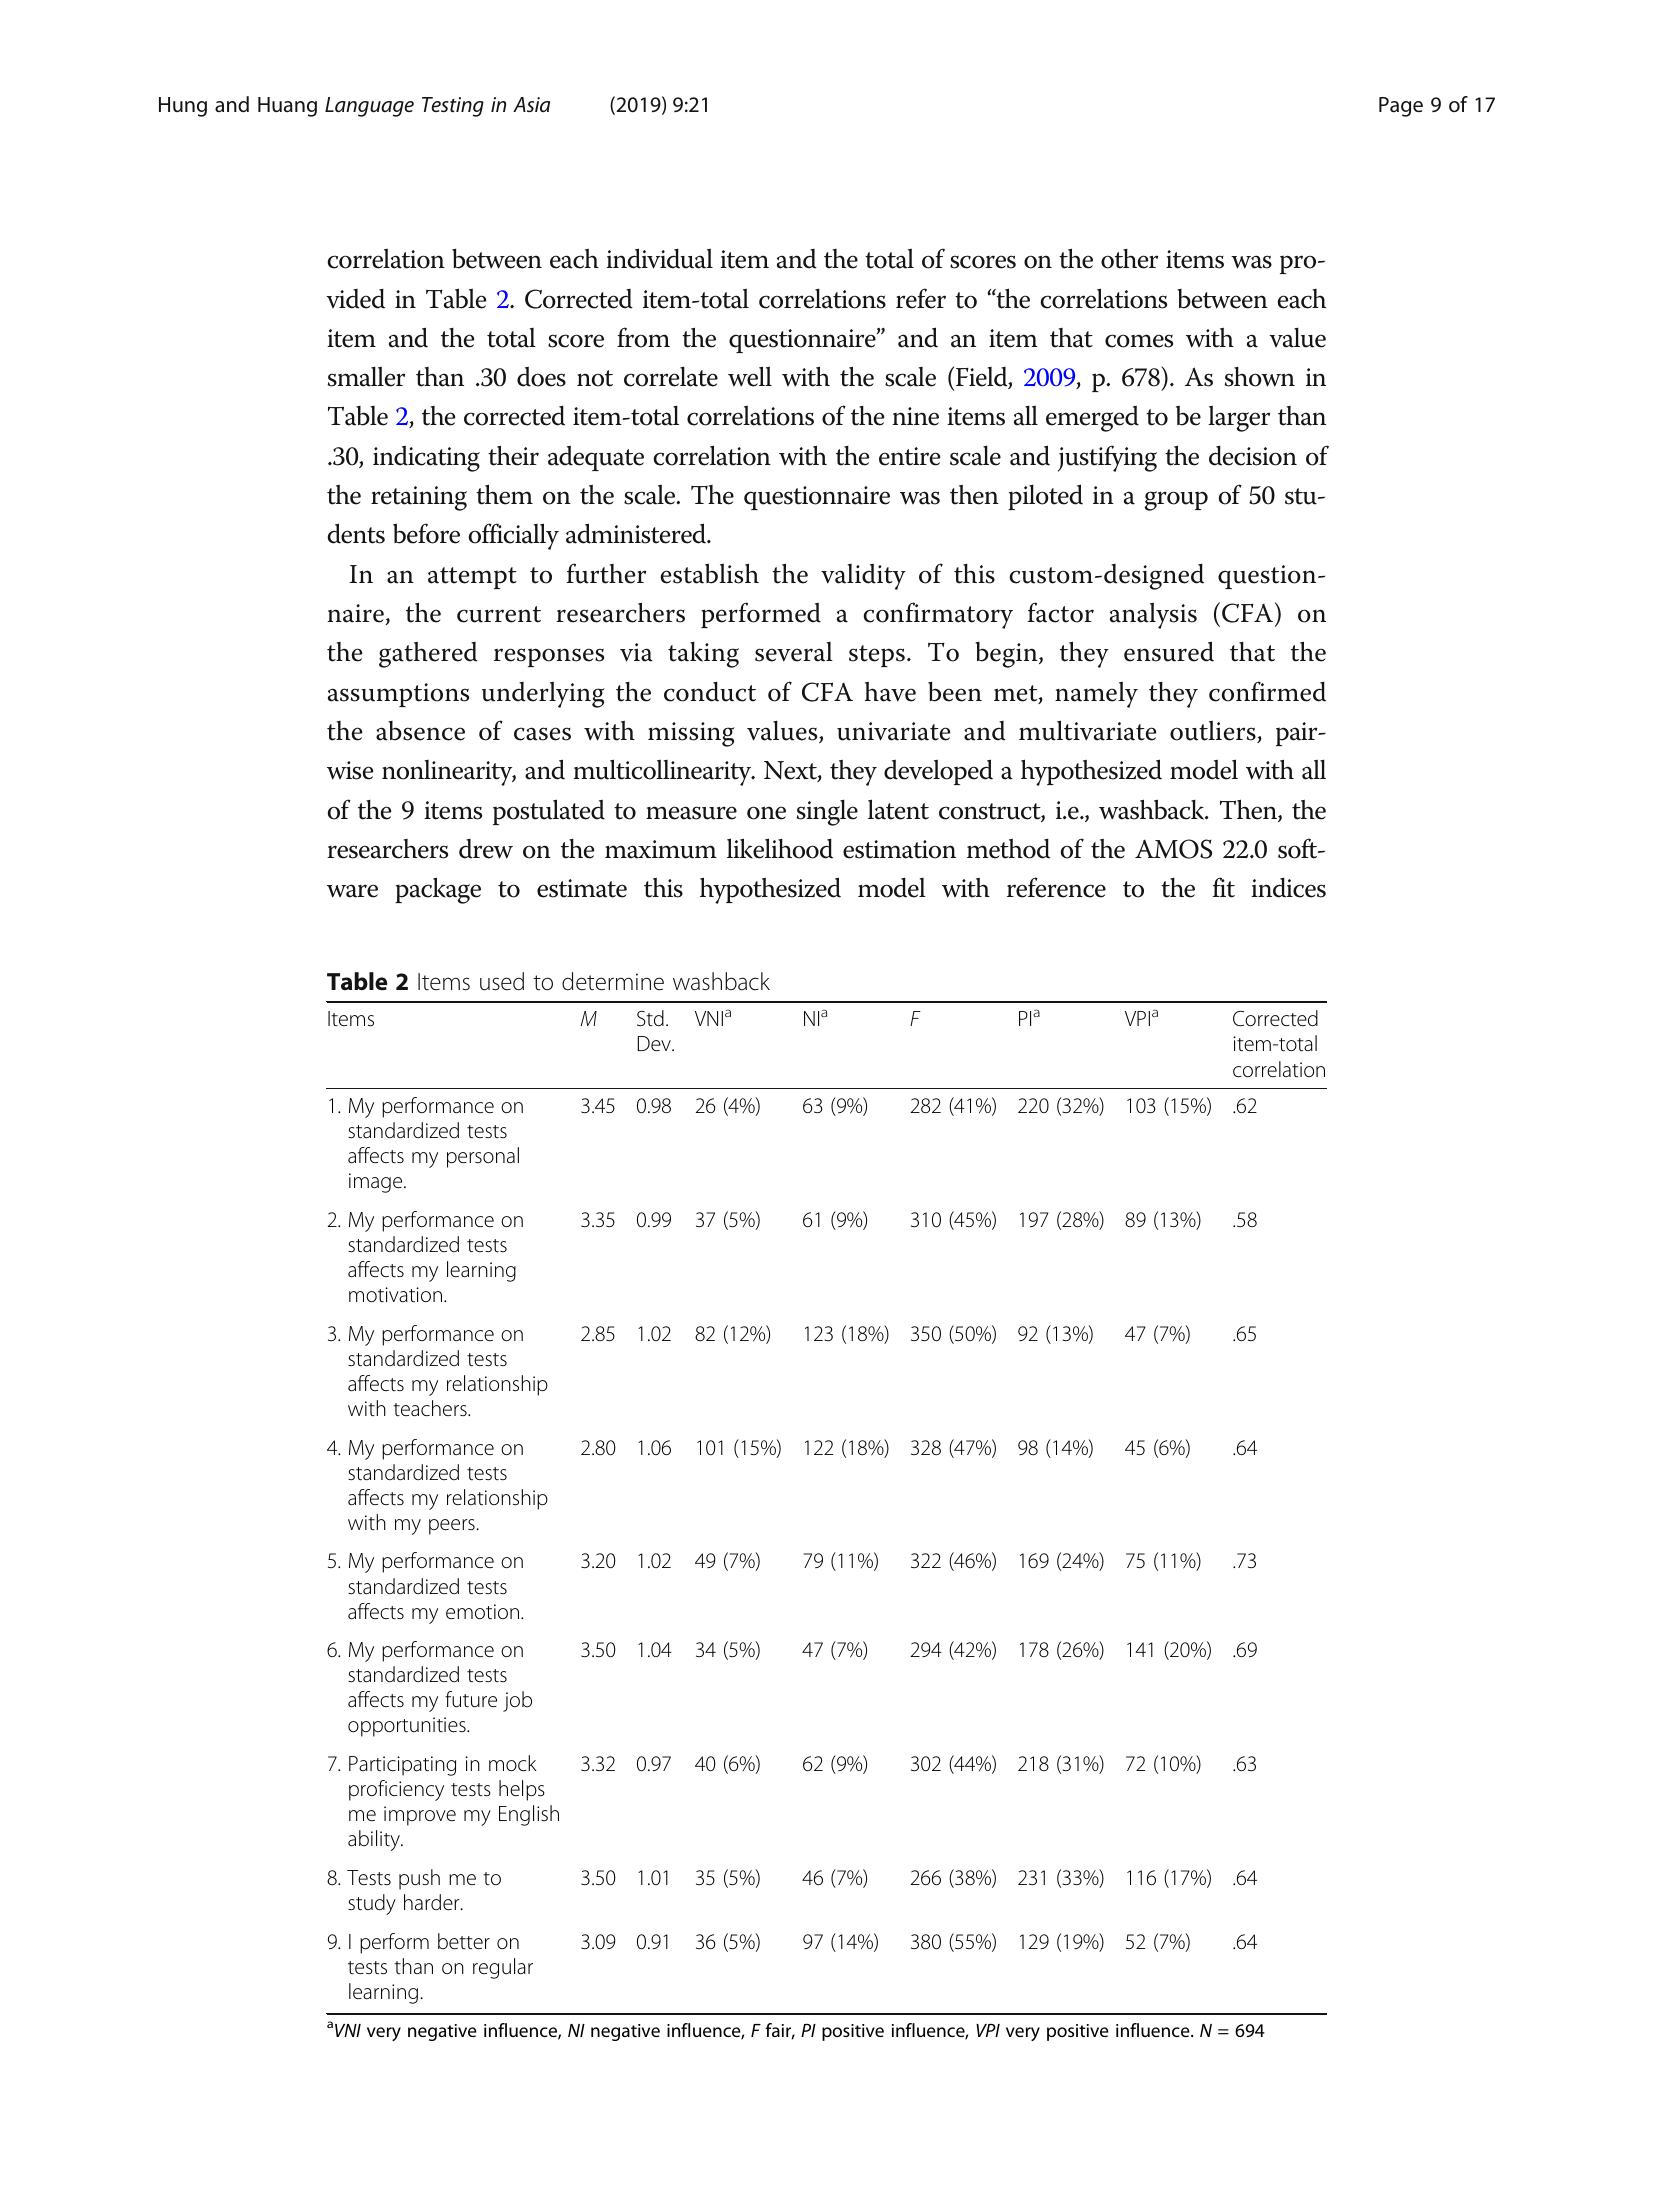 Hung and Huang Language Testing in Asia (2019) 9:21 Page 9 of 17
correlation between each individual item and the total of scores on the other items was pro-
vided in Table 2. Corrected item-total correlations refer to “the correlations between each
item and the total score from the questionnaire” and an item that comes with a value
smaller than .30 does not correlate well with the scale (Field, 2009, p. 678). As shown in
Table 2, the corrected item-total correlations of the nine items all emerged to be larger than
.30, indicating their adequate correlation with the entire scale and justifying the decision of
the retaining them on the scale. The questionnaire was then piloted in a group of 50 stu-
dents before officially administered.
In an attempt to further establish the validity of this custom-designed question-
naire, the current researchers performed a confirmatory factor analysis (CFA) on
the gathered responses via taking several steps. To begin, they ensured that the
assumptions underlying the conduct of CFA have been met, namely they confirmed
the absence of cases with missing values, univariate and multivariate outliers, pair-
wise nonlinearity, and multicollinearity. Next, they developed a hypothesized model with all
of the 9 items postulated to measure one single latent construct, i.e., washback. Then, the
researchers drew on the maximum likelihood estimation method of the AMOS 22.0 soft-
ware package to estimate this hypothesized model with reference to the fit indices
Table 2 Items used to determine washback
Items M Std. VNIa NIa F PIa VPIa Corrected
Dev. item-total
correlation
1. My performance on 3.45 0.98 26 (4%) 63 (9%) 282 (41%) 220 (32%) 103 (15%) .62
standardized tests
affects my personal
image.
2. My performance on 3.35 0.99 37 (5%) 61 (9%) 310 (45%) 197 (28%) 89 (13%) .58
standardized tests
affects my learning
motivation.
3. My performance on 2.85 1.02 82 (12%) 123 (18%) 350 (50%) 92 (13%) 47 (7%) .65
standardized tests
affects my relationship
with teachers.
4. My performance on 2.80 1.06 101 (15%) 122 (18%) 328 (47%) 98 (14%) 45 (6%) .64
standardized tests
affects my relationship
with my peers.
5. My performance on 3.20 1.02 49 (7%) 79 (11%) 322 (46%) 169 (24%) 75 (11%) .73
standardized tests
affects my emotion.
6. My performance on 3.50 1.04 34 (5%) 47 (7%) 294 (42%) 178 (26%) 141 (20%) .69
standardized tests
affects my future job
opportunities.
7. Participating in mock 3.32 0.97 40 (6%) 62 (9%) 302 (44%) 218 (31%) 72 (10%) .63
proficiency tests helps
me improve my English
ability.
8. Tests push me to 3.50 1.01 35 (5%) 46 (7%) 266 (38%) 231 (33%) 116 (17%) .64
study harder.
9. I perform better on 3.09 0.91 36 (5%) 97 (14%) 380 (55%) 129 (19%) 52 (7%) .64
tests than on regular
learning.
aVNI very negative influence, NI negative influence, F fair, PI positive influence, VPI very positive influence. N = 694